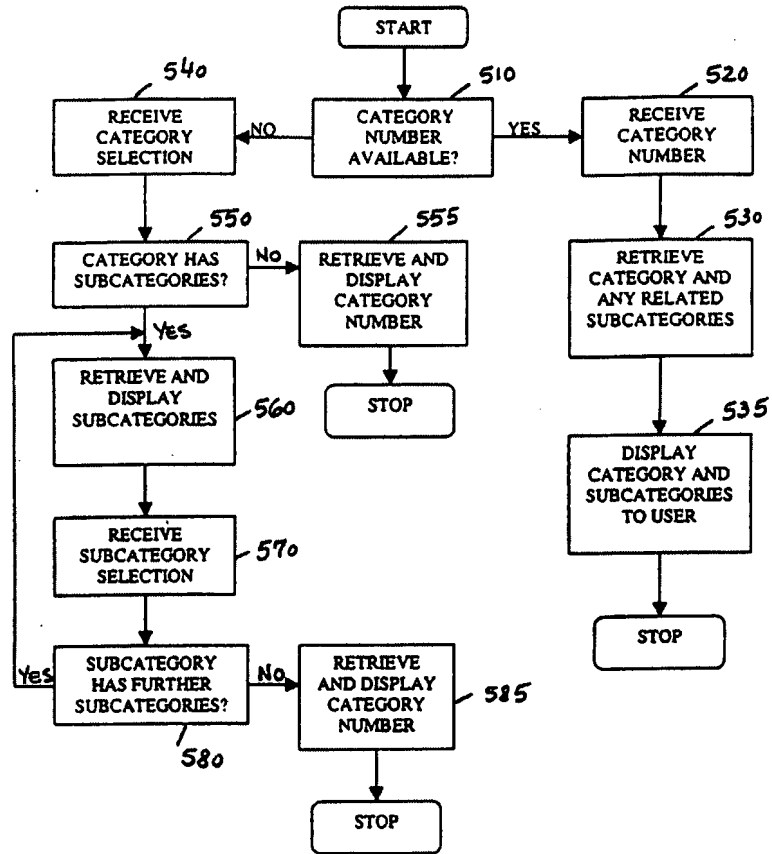 START
540
510
520
RECEIVE
CATEGORY
SELECTION
NO
CATEGORY
NUMBER
AVAILABLE?
YES
RECEIVE
CATEGORY
NUMBER
550
555
530
CATEGORY HAS
SUBCATEGORIES?
NO
RETRIEVE AND
DISPLAY
CATEGORY
NUMBER
RETRIEVE
CATEGORY AND
ANY RELATED
SUBCATEGORIES
YES
RETRIEVE AND
DISPLAY
SUBCATEGORIES
560
STOP
535
DISPLAY
CATEGORY AND
SUBCATEGORIES
TO USER
RECEIVE
SUBCATEGORY
SELECTION
570
STOP
YES
SUBCATEGORY
HAS FURTHER
SUBCATEGORIES?
NO
RETRIEVE
AND DISPLAY
CATEGORY
NUMBER
585
580
STOP